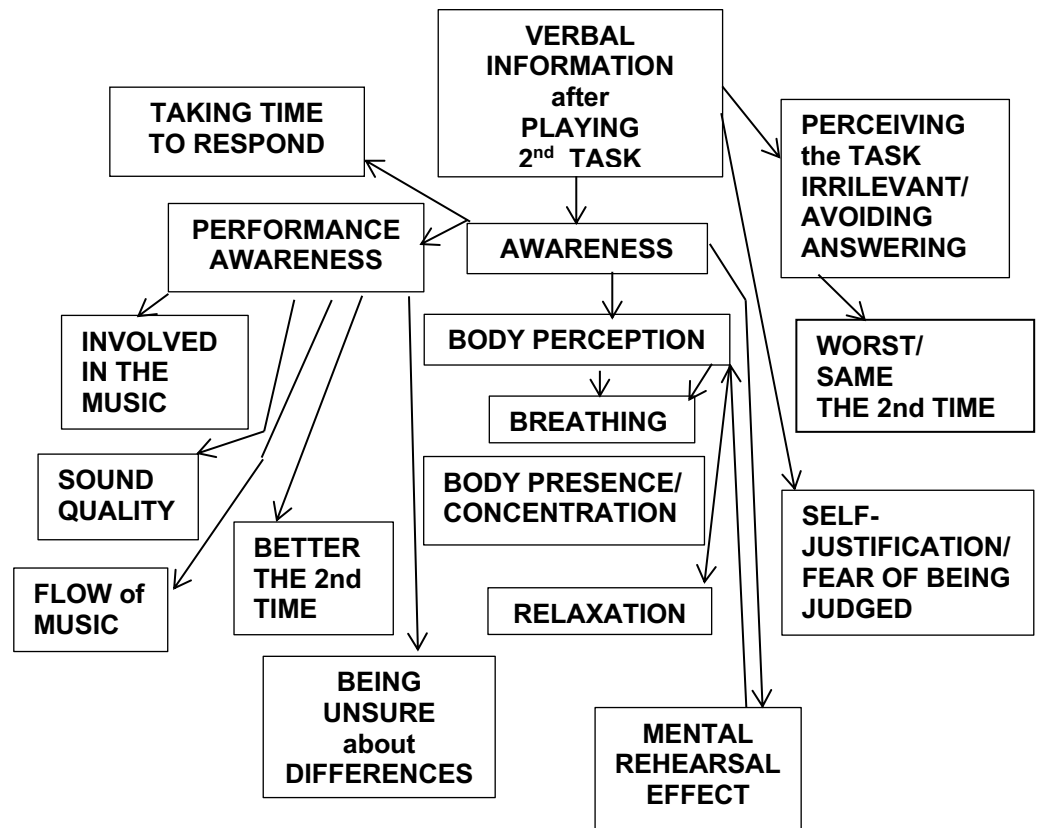 VERBAL
INFORMATION
after
PLAYING
2nd TASK
TAKING TIME
TO RESPOND
PERCEIVING
the TASK
IRRILEVANT/
AVOIDING
ANSWERING
PERFORMANCE
AWARENESS
AWARENESS
INVOLVED
IN THE
MUSIC
BODY PERCEPTION
WORST/
SAME
THE 2nd TIME
BREATHING
SOUND
QUALITY
BODY PRESENCE/
CONCENTRATION
SELF-
JUSTIFICATION/
FEAR OF BEING
JUDGED
BETTER
THE 2nd
TIME
FLOW of
MUSIC
RELAXATION
BEING
UNSURE
about
DIFFERENCES
MENTAL
REHEARSAL
EFFECT